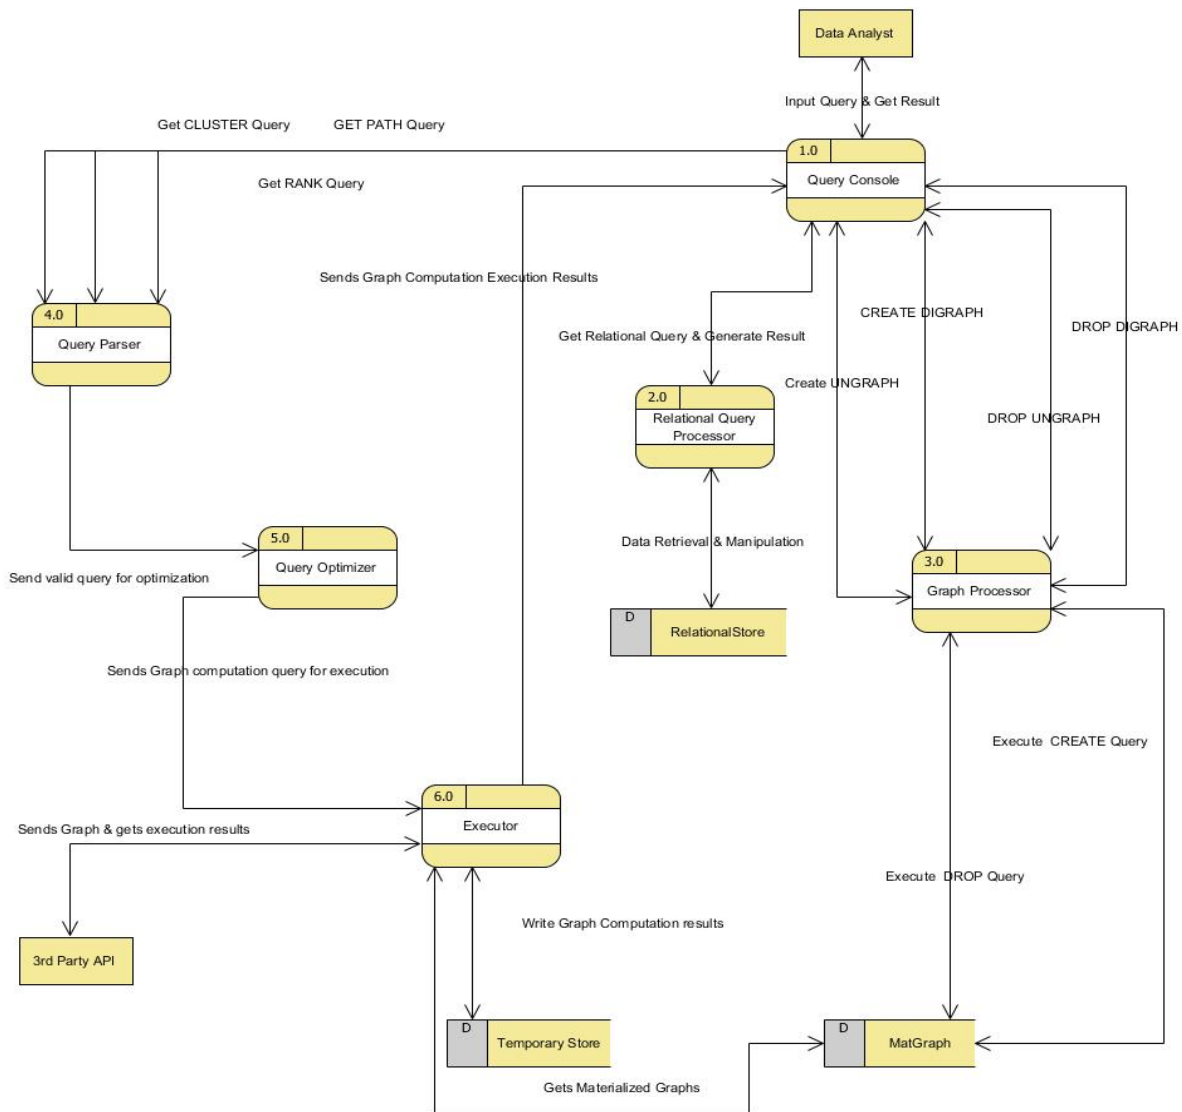 Data Analyst
Input Query & Get Result
Get CLUSTER Query
GET PATH Query
1.0
Query Console
Get RANK Query
Sends Graph Computation Execution Results
4.0
Query Parser
CREATE DIGRAPH
DROP DIGRAPH
Get Relational Query & Generate Result
Create UNGRAPH
2.0
Relational Query
Processor
DROP UNGRAPH
5.0
Query Optimizer
Data Retrieval & Manipulation
3.0
Graph Processor
Send valid query for optimization
D
RelationalStore
Sends Graph computation query for execution
Execute CREATE Query
6.0
Executor
Sends Graph & gets execution results
Execute DROP Query
Write Graph Computation results
3rd Party API
D
Temporary Store
D
MatGraph
Gets Materialized Graphs